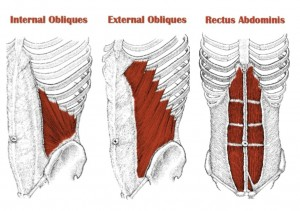 Internal Obliques
External Obliques
Rectus Abdominis